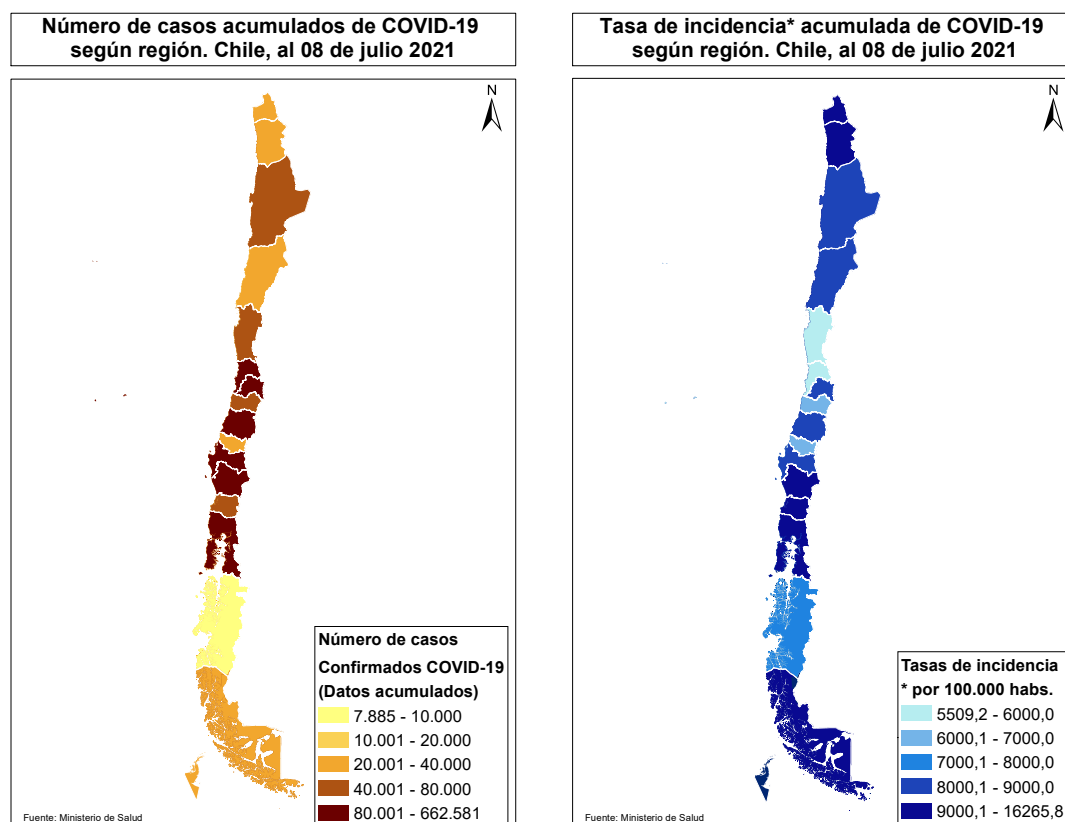 Número de casos acumulados de COVID-19
según región. Chile, al 08 de julio 2021
N
Número de casos
Confirmados COVID-19
(Datos acumulados)
7.885 - 10.000
10.001 - 20.000
20.001 - 40.000
40.001 - 80.000
80.001 - 662.581
Fuente: Ministerio de Salud
Tasa de incidencia* acumulada de COVID-19
según región. Chile, al 08 de julio 2021
N
Tasas de incidencia
* por 100.000 habs.
5509,2 - 6000,0
6000,1 - 7000,0
7000,1 - 8000,0
8000,1 - 9000,0
9000,1 - 16265,8
Fuente: Ministerio de Salud